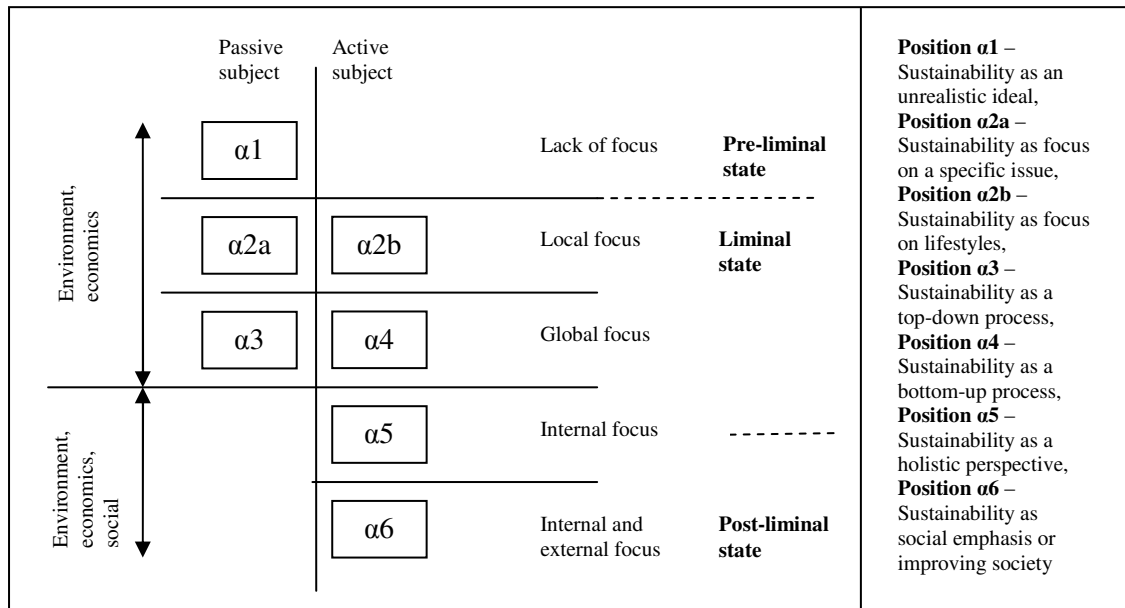 Passive
subject
Active
subject
Environment,
economics
α1
Lack of focus
Pre-liminal
state
α2a
α2b
Local focus
Liminal
state
α3
α4
Global focus
Environment,
economics,
social
α5
Internal focus
α6
Internal and
external focus
Post-liminal
state
Position α1 –
Sustainability as an
unrealistic ideal,
Position α2a –
Sustainability as focus
on a specific issue,
Position α2b –
Sustainability as focus
on lifestyles,
Position α3 –
Sustainability as a
top-down process,
Position α4 –
Sustainability as a
bottom-up process,
Position α5 –
Sustainability as a
holistic perspective,
Position α6 –
Sustainability as
social emphasis or
improving society